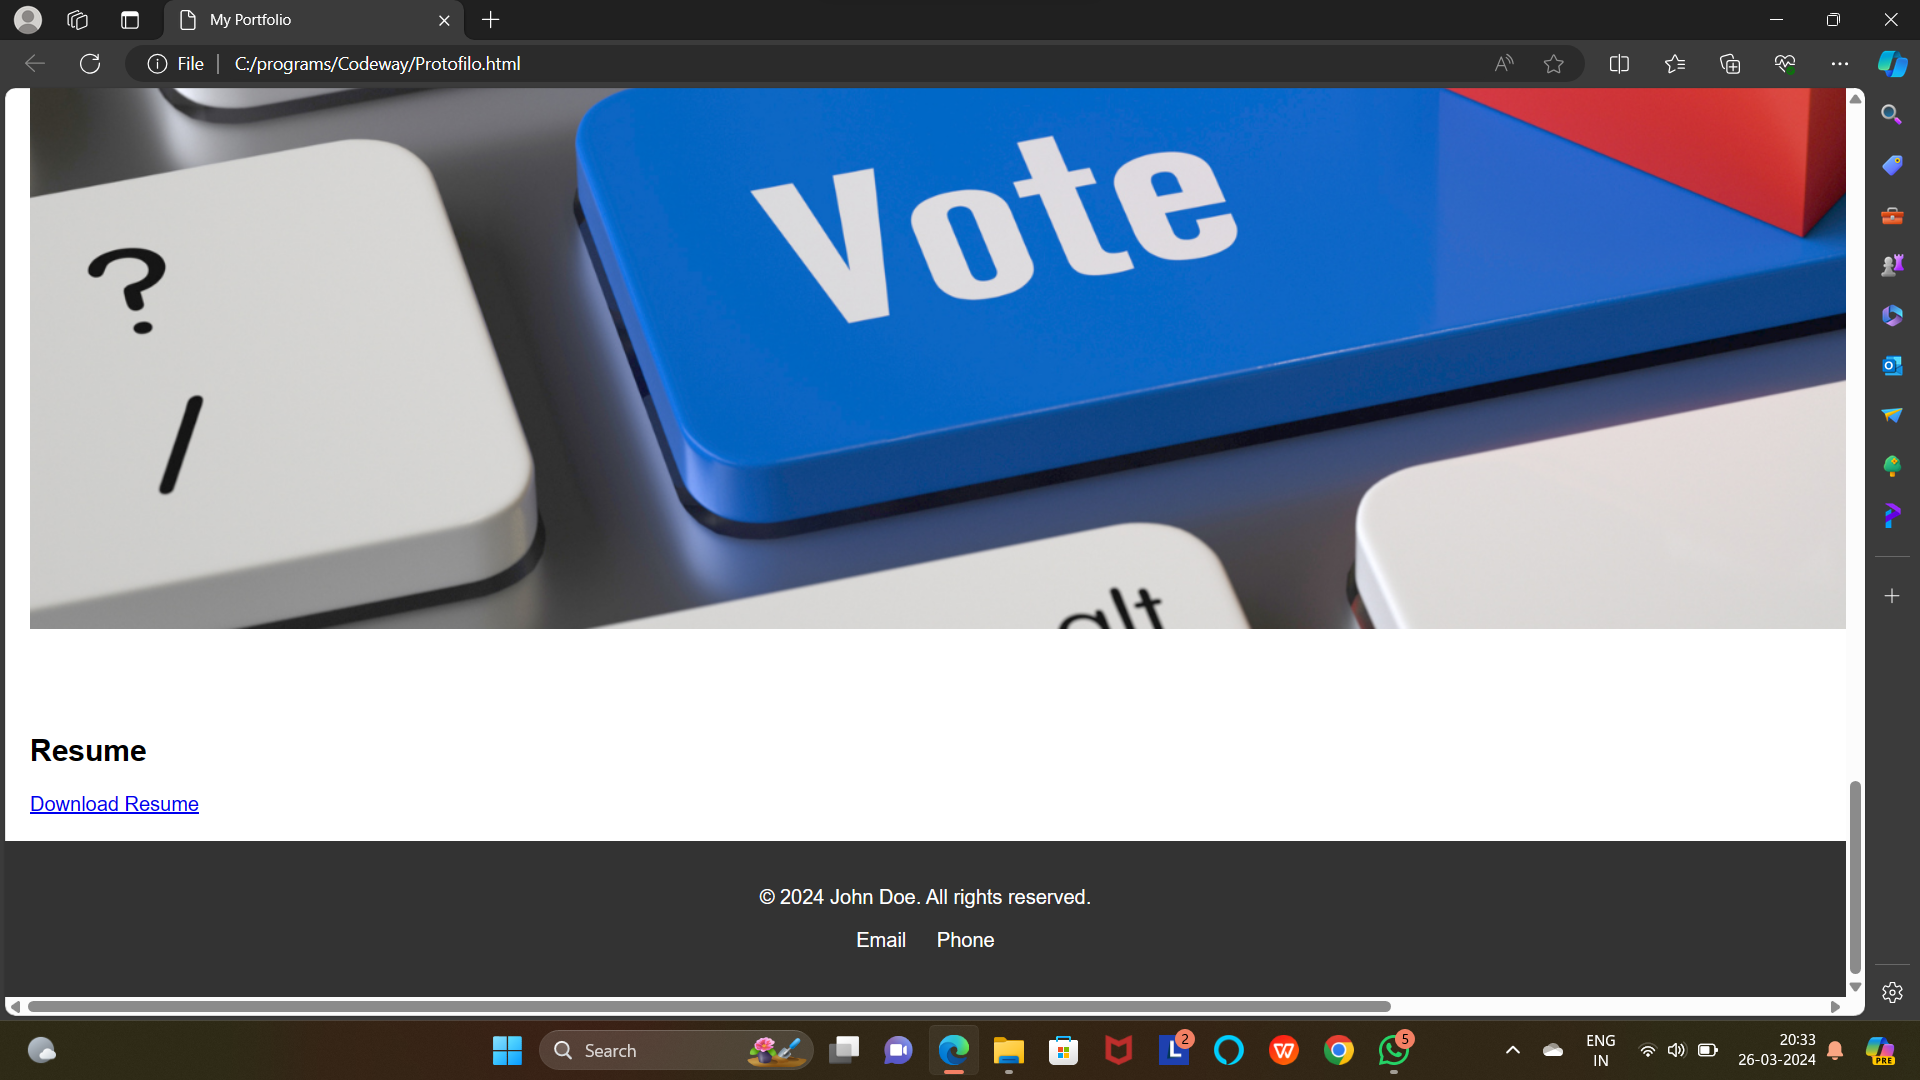 My Portfolio
File
C:/programs/Codeway/Protofilo.html
Vote
?
/
alt
Resume
Download Resume
© 2024 John Doe. All rights reserved.
Email Phone
Search
2
5
ENG
IN
20:33
26-03-2024
PRE